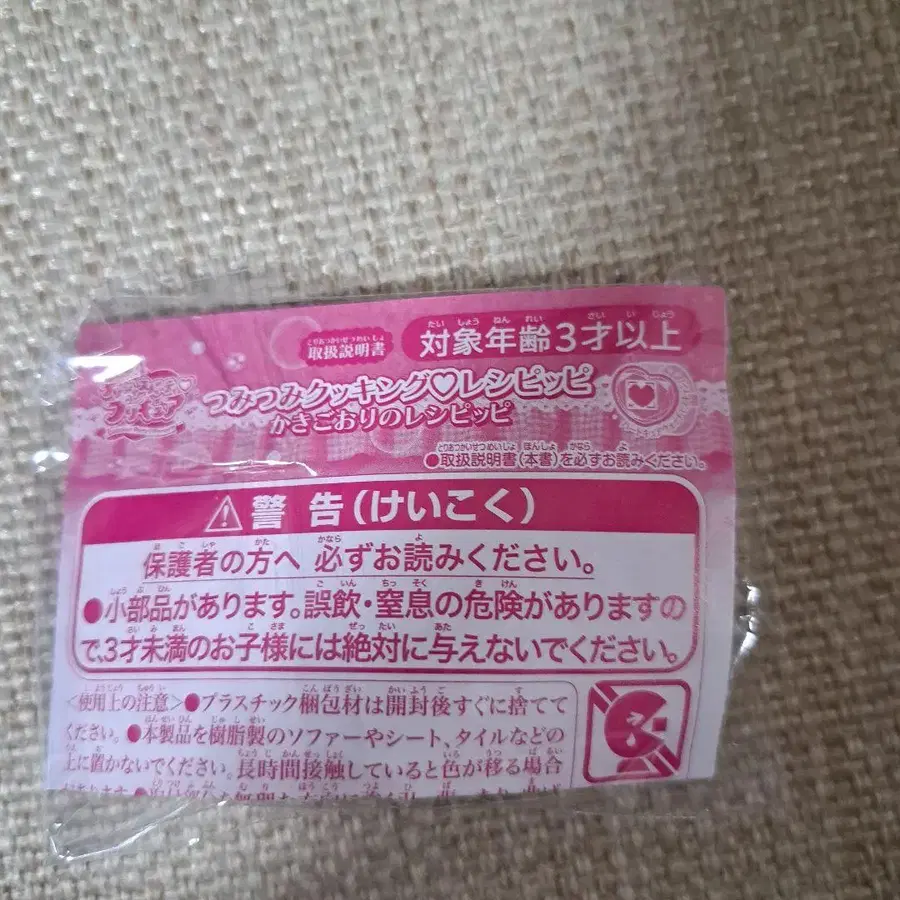 取扱説明書
対象年齢3才以上
つみつみクッキング♡レシピッピ
かきごおりのレシピッピ
●取扱説明書(本書)を必ずお読みください。
⚠警告(けいこく)
保護者の方へ 必ずお読みください。
●小部品があります。誤飲・窒息の危険がありますの
で、3才未満のお子様には絶対に与えないでください。
<使用上の注意>●プラスチック梱包材は開封後すぐに捨てて
ください。●本製品を樹脂製のソファーやシート、タイルなどの
上に置かないでください。長時間接触していると色が移る場合